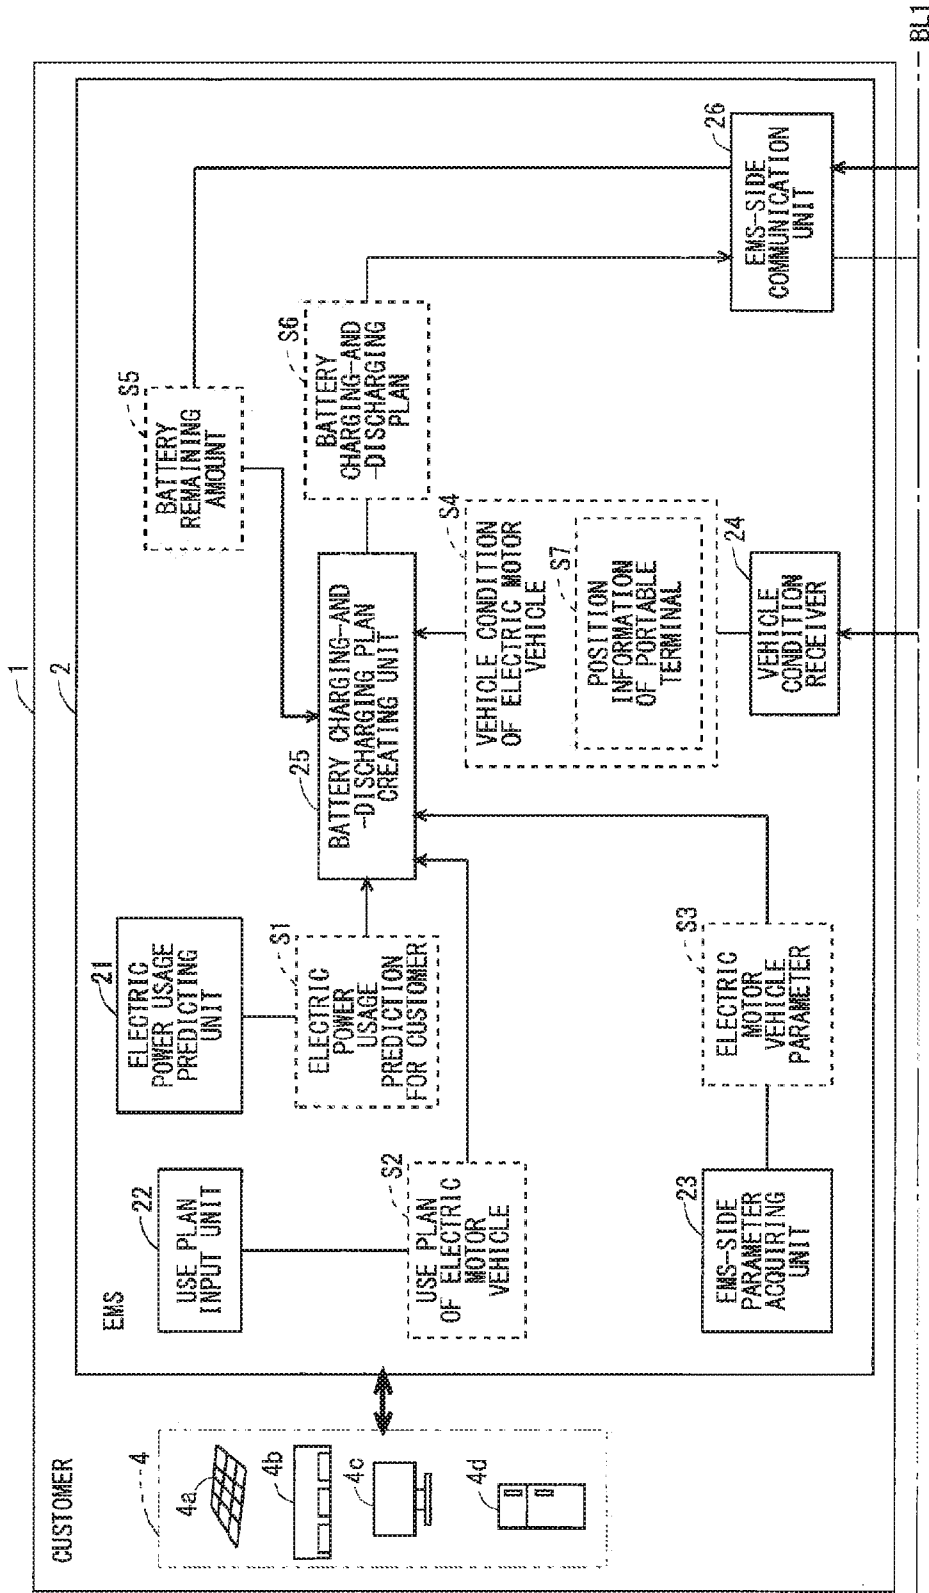 CUSTOMER
1
2
EMS
4
4a
4b
4c
4d
22
USE PLAN
INPUT UNIT
21
ELECTRIC
POWER USAGE
PREDICTING
UNIT
S2
USE PLAN
OF ELECTRIC
MOTOR
VEHICLE
S1
ELECTRIC
POWER
USAGE
PREDICTION
FOR CUSTOMER
25
BATTERY CHARGING-AND
-DISCHARGING PLAN
CREATING UNIT
S5
BATTERY
REMAINING
AMOUNT
S6
BATTERY
CHARGING-AND
-DISCHARGING
PLAN
23
EMS-SIDE
PARAMETER
ACQUIRING
UNIT
S3
ELECTRIC
MOTOR
VEHICLE
PARAMETER
S4
VEHICLE CONDITION
OF ELECTRIC MOTOR
VEHICLE
S7
POSITION
INFORMATION
OF PORTABLE
TERMINAL
24
VEHICLE
CONDITION
RECEIVER
26
EMS-SIDE
COMMUNICATION
UNIT
BL1